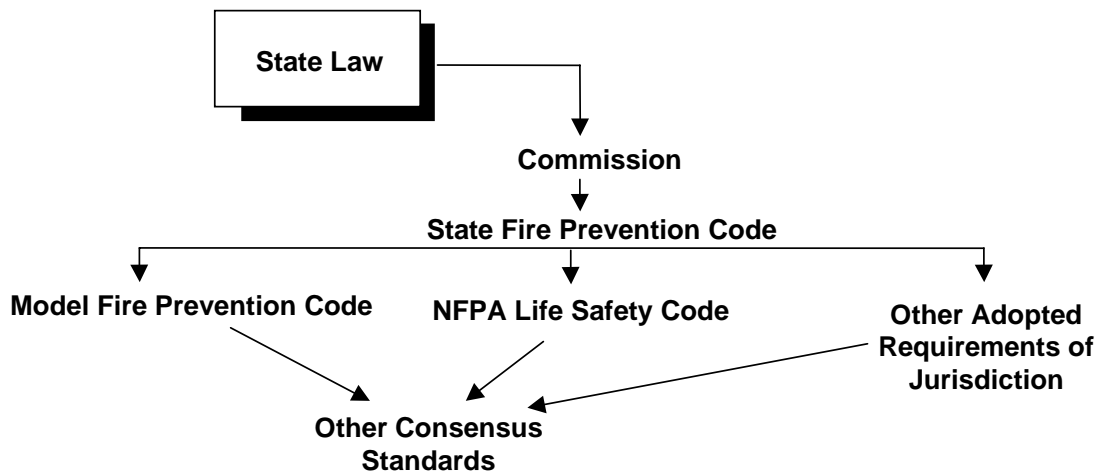 State Law
Commission
State Fire Prevention Code
Model Fire Prevention Code
NFPA Life Safety Code
Other Adopted
Requirements of
Jurisdiction
Other Consensus
Standards